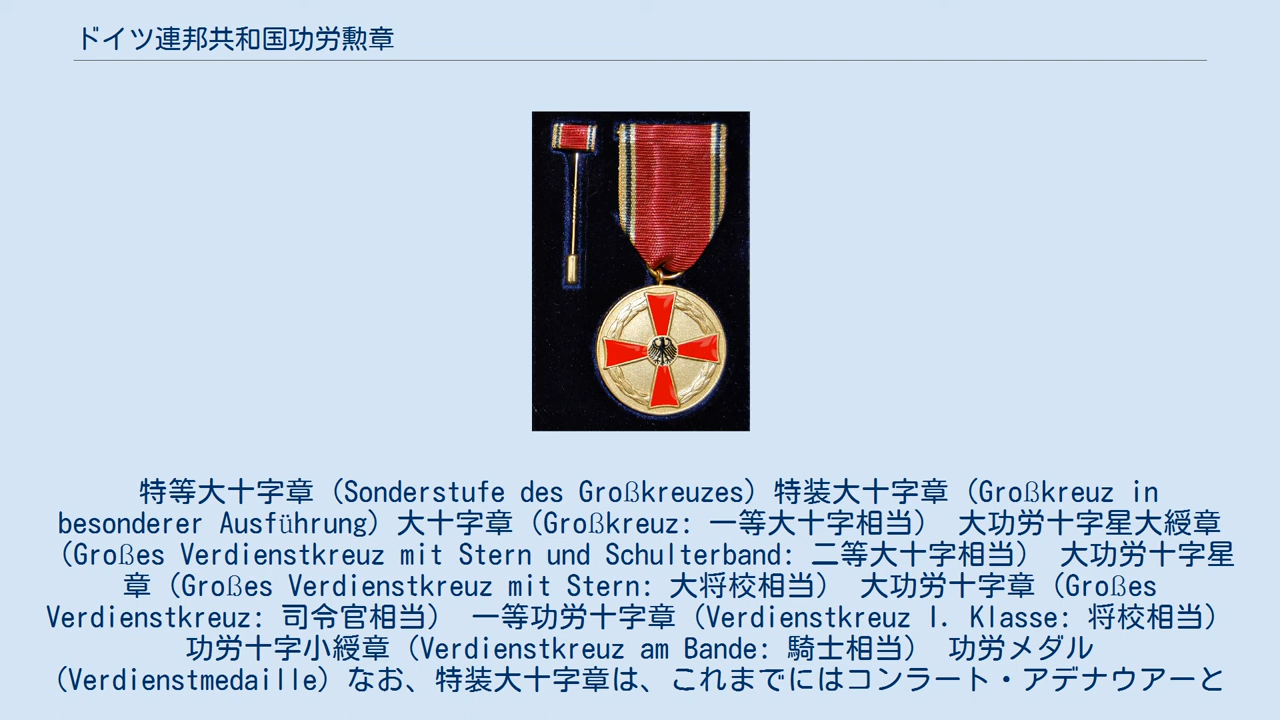 ドイツ連邦共和国功労勲章
特等大十字章（Sonderstufe des Großkreuzes）特装大十字章（Großkreuz in
besonderer Ausführung）大十字章（Großkreuz: 一等大十字相当） 大功労十字星大綬章
（Großes Verdienstkreuz mit Stern und Schulterband: 二等大十字相当） 大功労十字星
章（Großes Verdienstkreuz mit Stern: 大将校相当） 大功労十字章（Großes
Verdienstkreuz: 司令官相当） 一等功労十字章（Verdienstkreuz I. Klasse: 将校相当）
功労十字小綬章（Verdienstkreuz am Bande: 騎士相当） 功労メダル
（Verdienstmedaille）なお、特装大十字章は、これまでにはコンラート・アデナウアーと